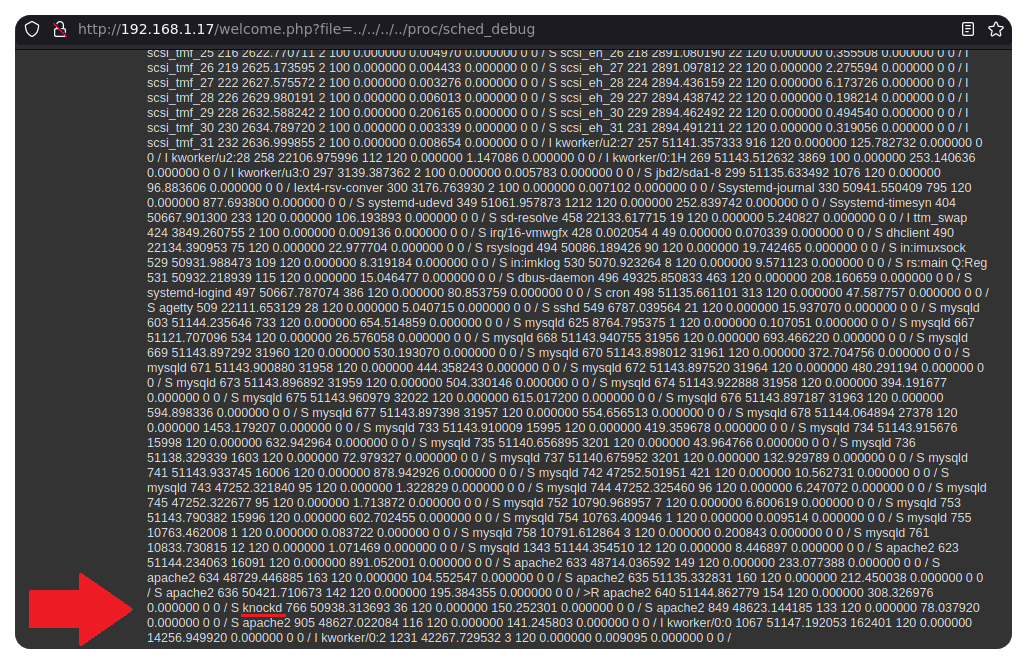 http://192.168.1.17/welcome.php?file=../../../../proc/sched_debug
scsi_tmf_25 216 2622.770711 2 100 0.000000 0.004970 0.000000 0 0 / S scsi_eh_26 218 2891.080190 22 120 0.000000 0.355508 0.000000 0 0 / I
scsi_tmf_26 219 2625.173595 2 100 0.000000 0.004433 0.000000 0 0 / S scsi_eh_27 221 2891.097812 22 120 0.000000 2.275594 0.000000 0 0 / I
scsi_tmf_27 222 2627.575572 2 100 0.000000 0.003276 0.000000 0 0 / S scsi_eh_28 224 2894.436159 22 120 0.000000 6.173726 0.000000 0 0 / I
scsi_tmf_28 226 2629.980191 2 100 0.000000 0.006013 0.000000 0 0 / S scsi_eh_29 227 2894.438742 22 120 0.000000 0.198214 0.000000 0 0 / I
scsi_tmf_29 228 2632.588242 2 100 0.000000 0.206165 0.000000 0 0 / S scsi_eh_30 229 2894.462492 22 120 0.000000 0.494540 0.000000 0 0 / I
scsi_tmf_30 230 2634.789720 2 100 0.000000 0.003339 0.000000 0 0 / S scsi_eh_31 231 2894.491211 22 120 0.000000 0.319056 0.000000 0 0 / I
scsi_tmf_31 232 2636.999855 2 100 0.000000 0.008654 0.000000 0 0 / I kworker/u2:27 257 51141.357333 916 120 0.000000 125.782732 0.000000 0
0 / I kworker/u2:28 258 22106.975996 112 120 0.000000 1.147086 0.000000 0 0 / I kworker/0:1H 269 51143.512632 3869 100 0.000000 253.140636
0.000000 0 0 / I kworker/u3:0 297 3139.387362 2 100 0.000000 0.005783 0.000000 0 0 / S jbd2/sda1-8 299 51135.633492 1076 120 0.000000
96.883606 0.000000 0 0 / Iext4-rsv-conver 300 3176.763930 2 100 0.000000 0.007102 0.000000 0 0 / Ssystemd-journal 330 50941.550409 795 120
0.000000 877.693800 0.000000 0 0 / S systemd-udevd 349 51061.957873 1212 120 0.000000 252.839742 0.000000 0 0 / Ssystemd-timesyn 404
50667.901300 233 120 0.000000 106.193893 0.000000 0 0 / S sd-resolve 458 22133.617715 19 120 0.000000 5.240827 0.000000 0 0 / I ttm_swap
424 3849.260755 2 100 0.000000 0.009136 0.000000 0 0 / S irq/16-vmwgfx 428 0.002054 4 49 0.000000 0.070339 0.000000 0 0 / S dhclient 490
22134.390953 75 120 0.000000 22.977704 0.000000 0 0 / S rsyslogd 494 50086.189426 90 120 0.000000 19.742465 0.000000 0 0 / S in:imuxsock
529 50931.988473 109 120 0.000000 8.319184 0.000000 0 0 / S in:imklog 530 5070.923264 8 120 0.000000 9.571123 0.000000 0 0 / S rs:main Q:Reg
531 50932.218939 115 120 0.000000 15.046477 0.000000 0 0 / S dbus-daemon 496 49325.850833 463 120 0.000000 208.160659 0.000000 0 0 / S
systemd-logind 497 50667.787074 386 120 0.000000 80.853759 0.000000 0 0 / S cron 498 51135.661101 313 120 0.000000 47.587757 0.000000 0 0 /
S agetty 509 22111.653129 28 120 0.000000 5.040715 0.000000 0 0 / S sshd 549 6787.039564 21 120 0.000000 15.937070 0.000000 0 0 / S mysqld
603 51144.235646 733 120 0.000000 654.514859 0.000000 0 0 / S mysqld 625 8764.795375 1 120 0.000000 0.107051 0.000000 0 0 / S mysqld 667
51121.707096 534 120 0.000000 26.576058 0.000000 0 0 / S mysqld 668 51143.940755 31956 120 0.000000 693.466220 0.000000 0 0 / S mysqld
669 51143.897292 31960 120 0.000000 530.193070 0.000000 0 0 / S mysqld 670 51143.898012 31961 120 0.000000 372.704756 0.000000 0 0 / S
mysqld 671 51143.900880 31958 120 0.000000 444.358243 0.000000 0 0 / S mysqld 672 51143.897520 31964 120 0.000000 480.291194 0.000000 0
0 / S mysqld 673 51143.896892 31959 120 0.000000 504.330146 0.000000 0 0 / S mysqld 674 51143.922888 31958 120 0.000000 394.191677
0.000000 0 0 / S mysqld 675 51143.960979 32022 120 0.000000 615.017200 0.000000 0 0 / S mysqld 676 51143.897187 31963 120 0.000000
594.898336 0.000000 0 0 / S mysqld 677 51143.897398 31957 120 0.000000 554.656513 0.000000 0 0 / S mysqld 678 51144.064894 27378 120
0.000000 1453.179207 0.000000 0 0 / S mysqld 733 51143.910009 15995 120 0.000000 419.359678 0.000000 0 0 / S mysqld 734 51143.915676
15998 120 0.000000 632.942964 0.000000 0 0 / S mysqld 735 51140.656895 3201 120 0.000000 43.964766 0.000000 0 0 / S mysqld 736
51138.329339 1603 120 0.000000 72.979327 0.000000 0 0 / S mysqld 737 51140.675952 3201 120 0.000000 132.929789 0.000000 0 0 / S mysqld
741 51143.933745 16006 120 0.000000 878.942926 0.000000 0 0 / S mysqld 742 47252.501951 421 120 0.000000 10.562731 0.000000 0 0 / S
mysqld 743 47252.321840 95 120 0.000000 1.322829 0.000000 0 0 / S mysqld 744 47252.325460 96 120 0.000000 6.247072 0.000000 0 0 / S mysqld
745 47252.322677 95 120 0.000000 1.713872 0.000000 0 0 / S mysqld 752 10790.968957 7 120 0.000000 6.600619 0.000000 0 0 / S mysqld 753
51143.790382 15996 120 0.000000 602.702455 0.000000 0 0 / S mysqld 754 10763.400946 1 120 0.000000 0.009514 0.000000 0 0 / S mysqld 755
10763.462008 1 120 0.000000 0.083722 0.000000 0 0 / S mysqld 758 10791.612864 3 120 0.000000 0.200843 0.000000 0 0 / S mysqld 761
10833.730815 12 120 0.000000 1.071469 0.000000 0 0 / S mysqld 1343 51144.354510 12 120 0.000000 8.446897 0.000000 0 0 / S apache2 623
51144.234063 16091 120 0.000000 891.052001 0.000000 0 0 / S apache2 633 48714.036592 149 120 0.000000 233.077388 0.000000 0 0 / S
apache2 634 48729.446885 163 120 0.000000 104.552547 0.000000 0 0 / S apache2 635 51135.332831 160 120 0.000000 212.450038 0.000000 0 0
/ S apache2 636 50421.710673 142 120 0.000000 195.384355 0.000000 0 0 / >R apache2 640 51144.862779 154 120 0.000000 308.326976
0.000000 0 0 / S knockd 766 50938.313693 36 120 0.000000 150.252301 0.000000 0 0 / S apache2 849 48623.144185 133 120 0.000000 78.037920
0.000000 0 0 / S apache2 905 48627.022084 116 120 0.000000 141.245803 0.000000 0 0 / I kworker/0:0 1067 51147.192053 162401 120 0.000000
14256.949920 0.000000 0 0 / I kworker/0:2 1231 42267.729532 3 120 0.000000 0.009095 0.000000 0 0 /